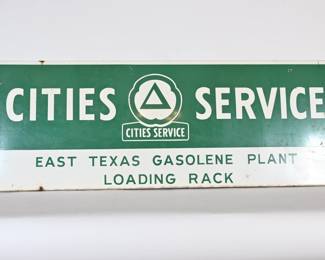 CITIES SERVICE
CITIES SERVICE
EAST TEXAS GASOLENE PLANT
LOADING RACK